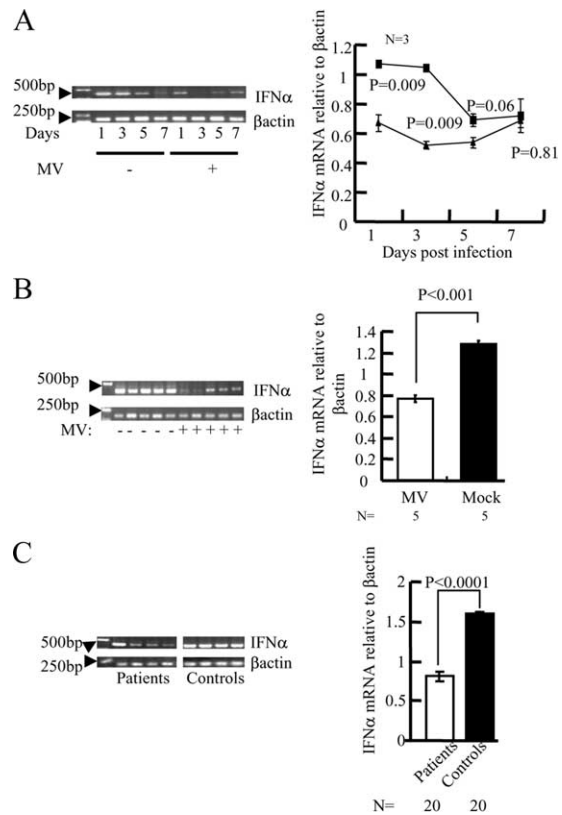 A
500bp
IFNα
250bp
βactin
Days 1 3 5 7 1 3 5 7
MV - +
IFNα mRNA relative to βactin
1.2
1
0.8
0.6
0.4
0.2
0
N=3
P=0.009
P=0.009
P=0.06
P=0.81
1 3 5 7
Days post infection
B
500bp
IFNα
250bp
βactin
MV: - - - - - + + + + +
IFNα mRNA relative to
βactin
P<0.001
1.4
1.2
1
0.8
0.6
0.4
0.2
0
MV Mock
N= 5 5
C
500bp
IFNα
250bp
βactin
Patients Controls
IFNα mRNA relative to βactin
P<0.0001
2
1.5
1
0.5
0
Patients
Controls
N= 20 20